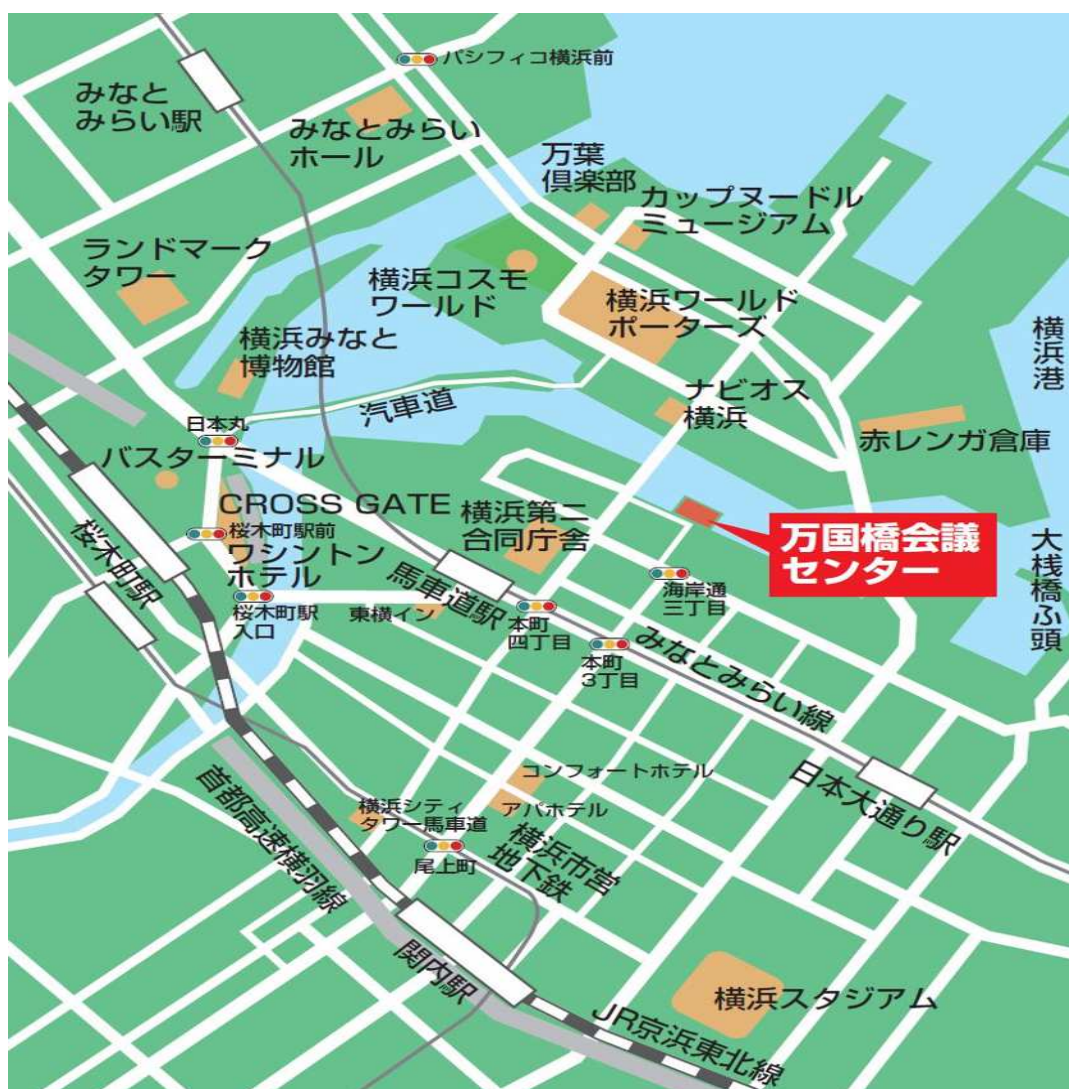 パシフィコ横浜前
みなと
みらい駅
みなとみらい
ホール
万葉
倶楽部
カップヌードル
ミュージアム
ランドマーク
タワー
横浜コスモ
ワールド
横浜ワールド
ポーターズ
横浜みなと
博物館
横浜港
汽車道
ナビオス
横浜
日本丸
赤レンガ倉庫
バスターミナル
CROSS GATE
横浜第二
合同庁舎
万国橋会議
センター
大桟橋ふ頭
桜木町駅前
ワシントン
ホテル
桜木町駅
馬車道駅
海岸通
三丁目
桜木町駅
入口
東横イン
本町
四丁目
本町
3丁目
みなとみらい線
日本大通り駅
コンフォートホテル
アパホテル
首都高速横羽線
横浜シティ
タワー馬車道
尾上町
横浜市営
地下鉄
関内駅
横浜スタジアム
JR京浜東北線